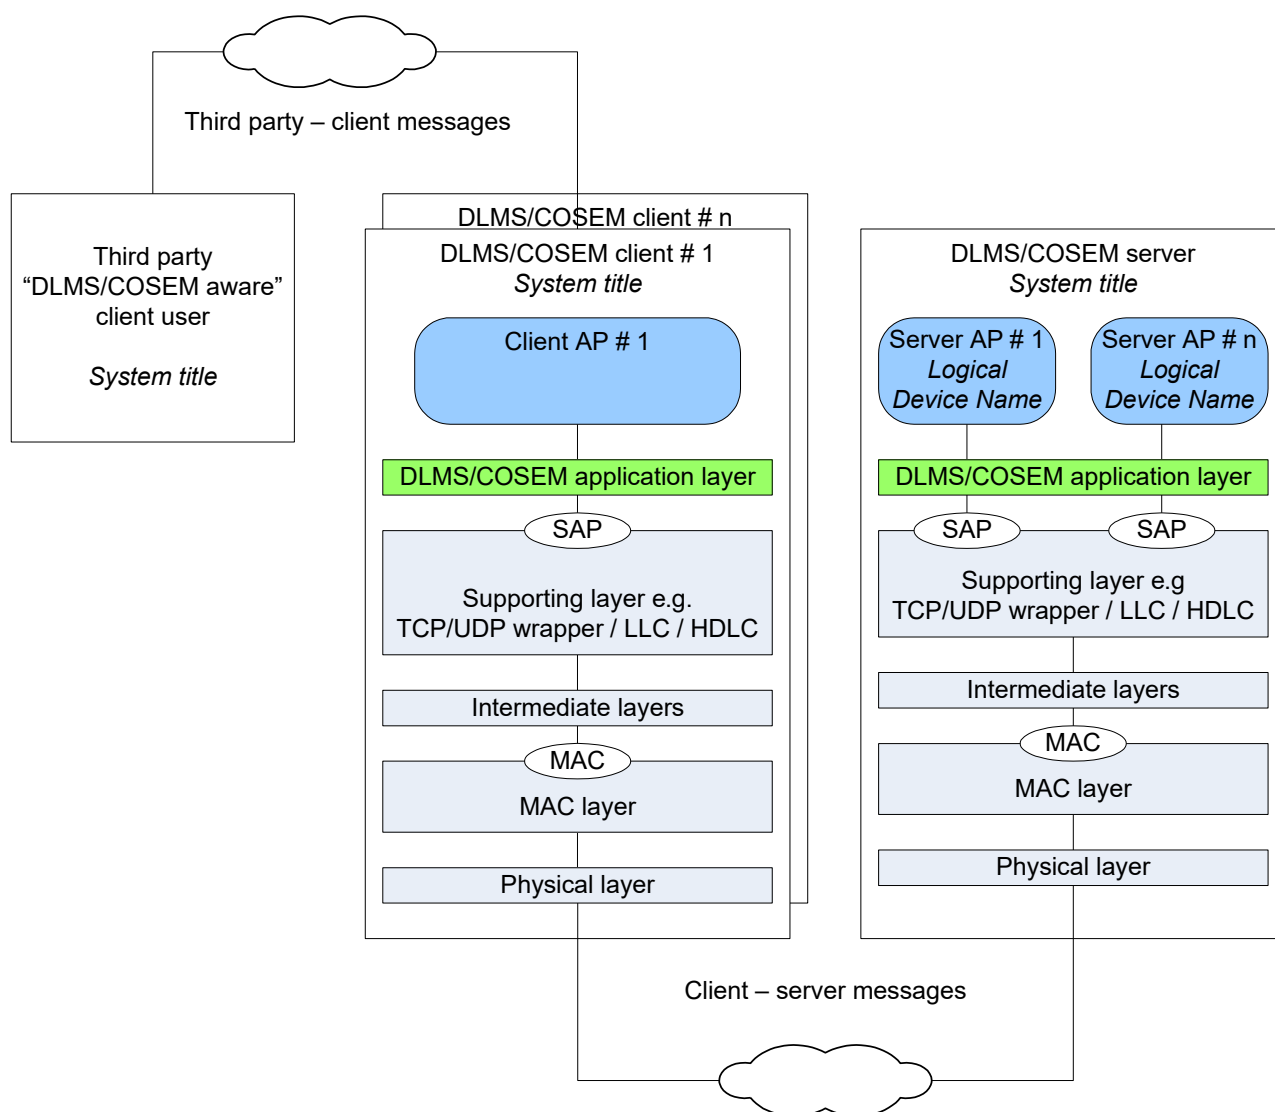 Third party – client messages
Third party
“DLMS/COSEM aware”
client user
System title
DLMS/COSEM client # n
DLMS/COSEM client # 1
System title
Client AP # 1
DLMS/COSEM application layer
SAP
Supporting layer e.g.
TCP/UDP wrapper / LLC / HDLC
Intermediate layers
MAC
MAC layer
Physical layer
DLMS/COSEM server
System title
Server AP # 1
Logical
Device Name
Server AP # n
Logical
Device Name
DLMS/COSEM application layer
SAP
SAP
Supporting layer e.g
TCP/UDP wrapper / LLC / HDLC
Intermediate layers
MAC
MAC layer
Physical layer
Client – server messages